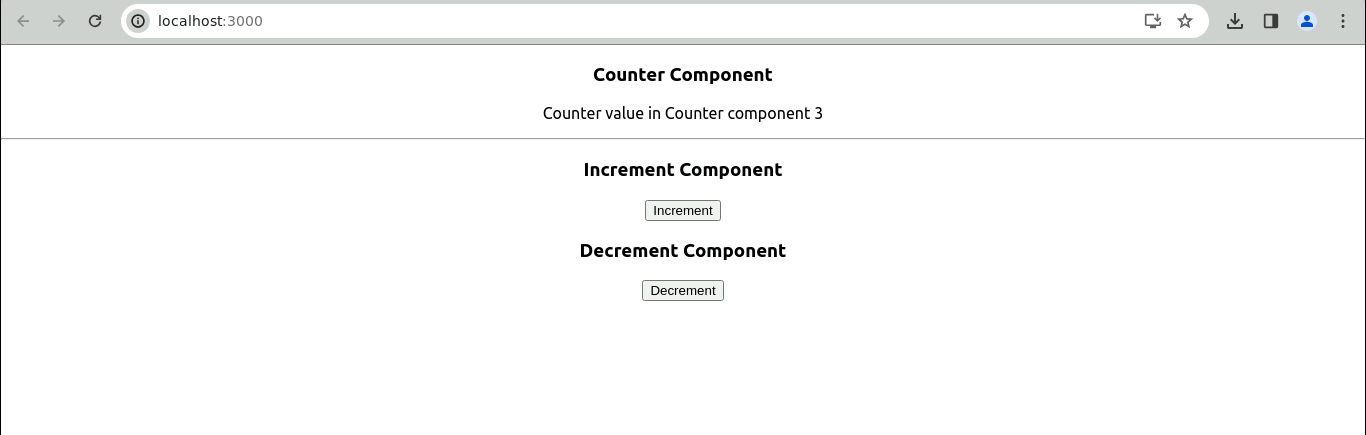 localhost:3000
Counter Component
Counter value in Counter component 3
Increment Component
Increment
Decrement Component
Decrement